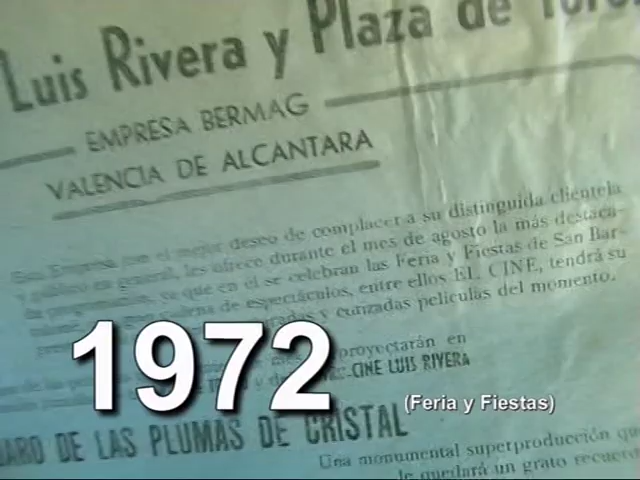 Luis Rivera y Plaza de Toros
EMPRESA BERMAG
VALENCIA DE ALCANTARA
Esta Empresa con el mejor deseo de complacer a su distinguida clientela
y público en general, les ofrece durante el mes de agosto la más destaca-
da programación, ya que en él se celebran las Feria y Fiestas de San Bar-
gran de espectáculos, entre ellos EL CINE, tendrá su
y cotizadas películas del momento.
proyectarán en
CINE LUIS RIVERA
1972
(Feria y Fiestas)
DE LAS PLUMAS DE CRISTAL
Una monumental superproducción que
le quedará un grato recuerdo